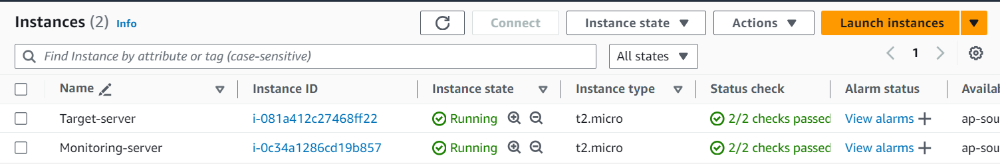 Instances (2) Info Connect Instance state Actions Launch instances
Find Instance by attribute or tag (case-sensitive) All states 1
Name Instance ID Instance state Instance type Status check Alarm status Availab
Target-server i-081a412c27468ff22 Running t2.micro 2/2 checks passed View alarms ap-sou
Monitoring-server i-0c34a1286cd19b857 Running t2.micro 2/2 checks passed View alarms ap-sou